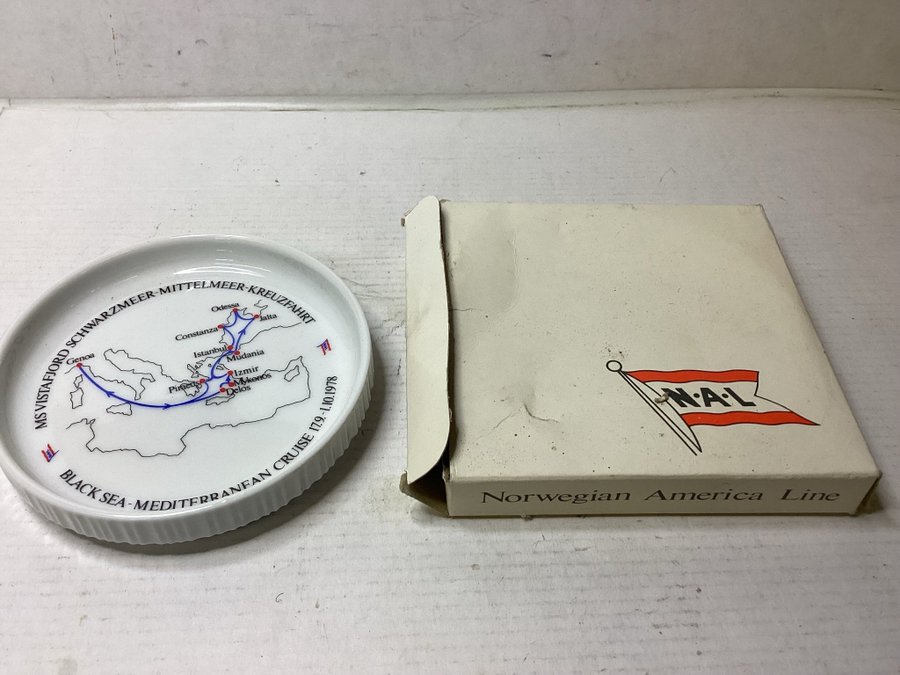 MS VISTAFJORD SCHWARZMEER-MITTELMEER-KREUZFAHRT
Odessa
Jalta
Constanza
Istanbul
Mudania
Genoa
Izmir
Piraeus
Mykonos
Delos
BLACK SEA - MEDITERRANEAN CRUISE 17.9.-1.10.1978
N·A·L
Norwegian America Line